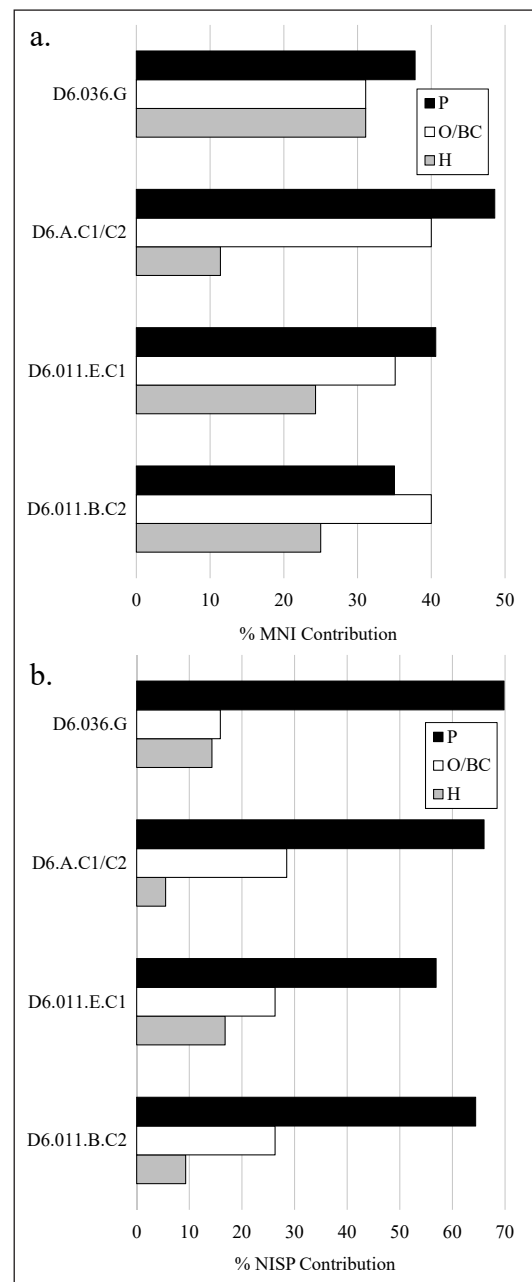 a.
D6.036.G
P
O/BC
H
D6.A.C1/C2
D6.011.E.C1
D6.011.B.C2
0 10 20 30 40 50
% MNI Contribution
b.
D6.036.G
P
O/BC
H
D6.A.C1/C2
D6.011.E.C1
D6.011.B.C2
0 10 20 30 40 50 60 70
% NISP Contribution